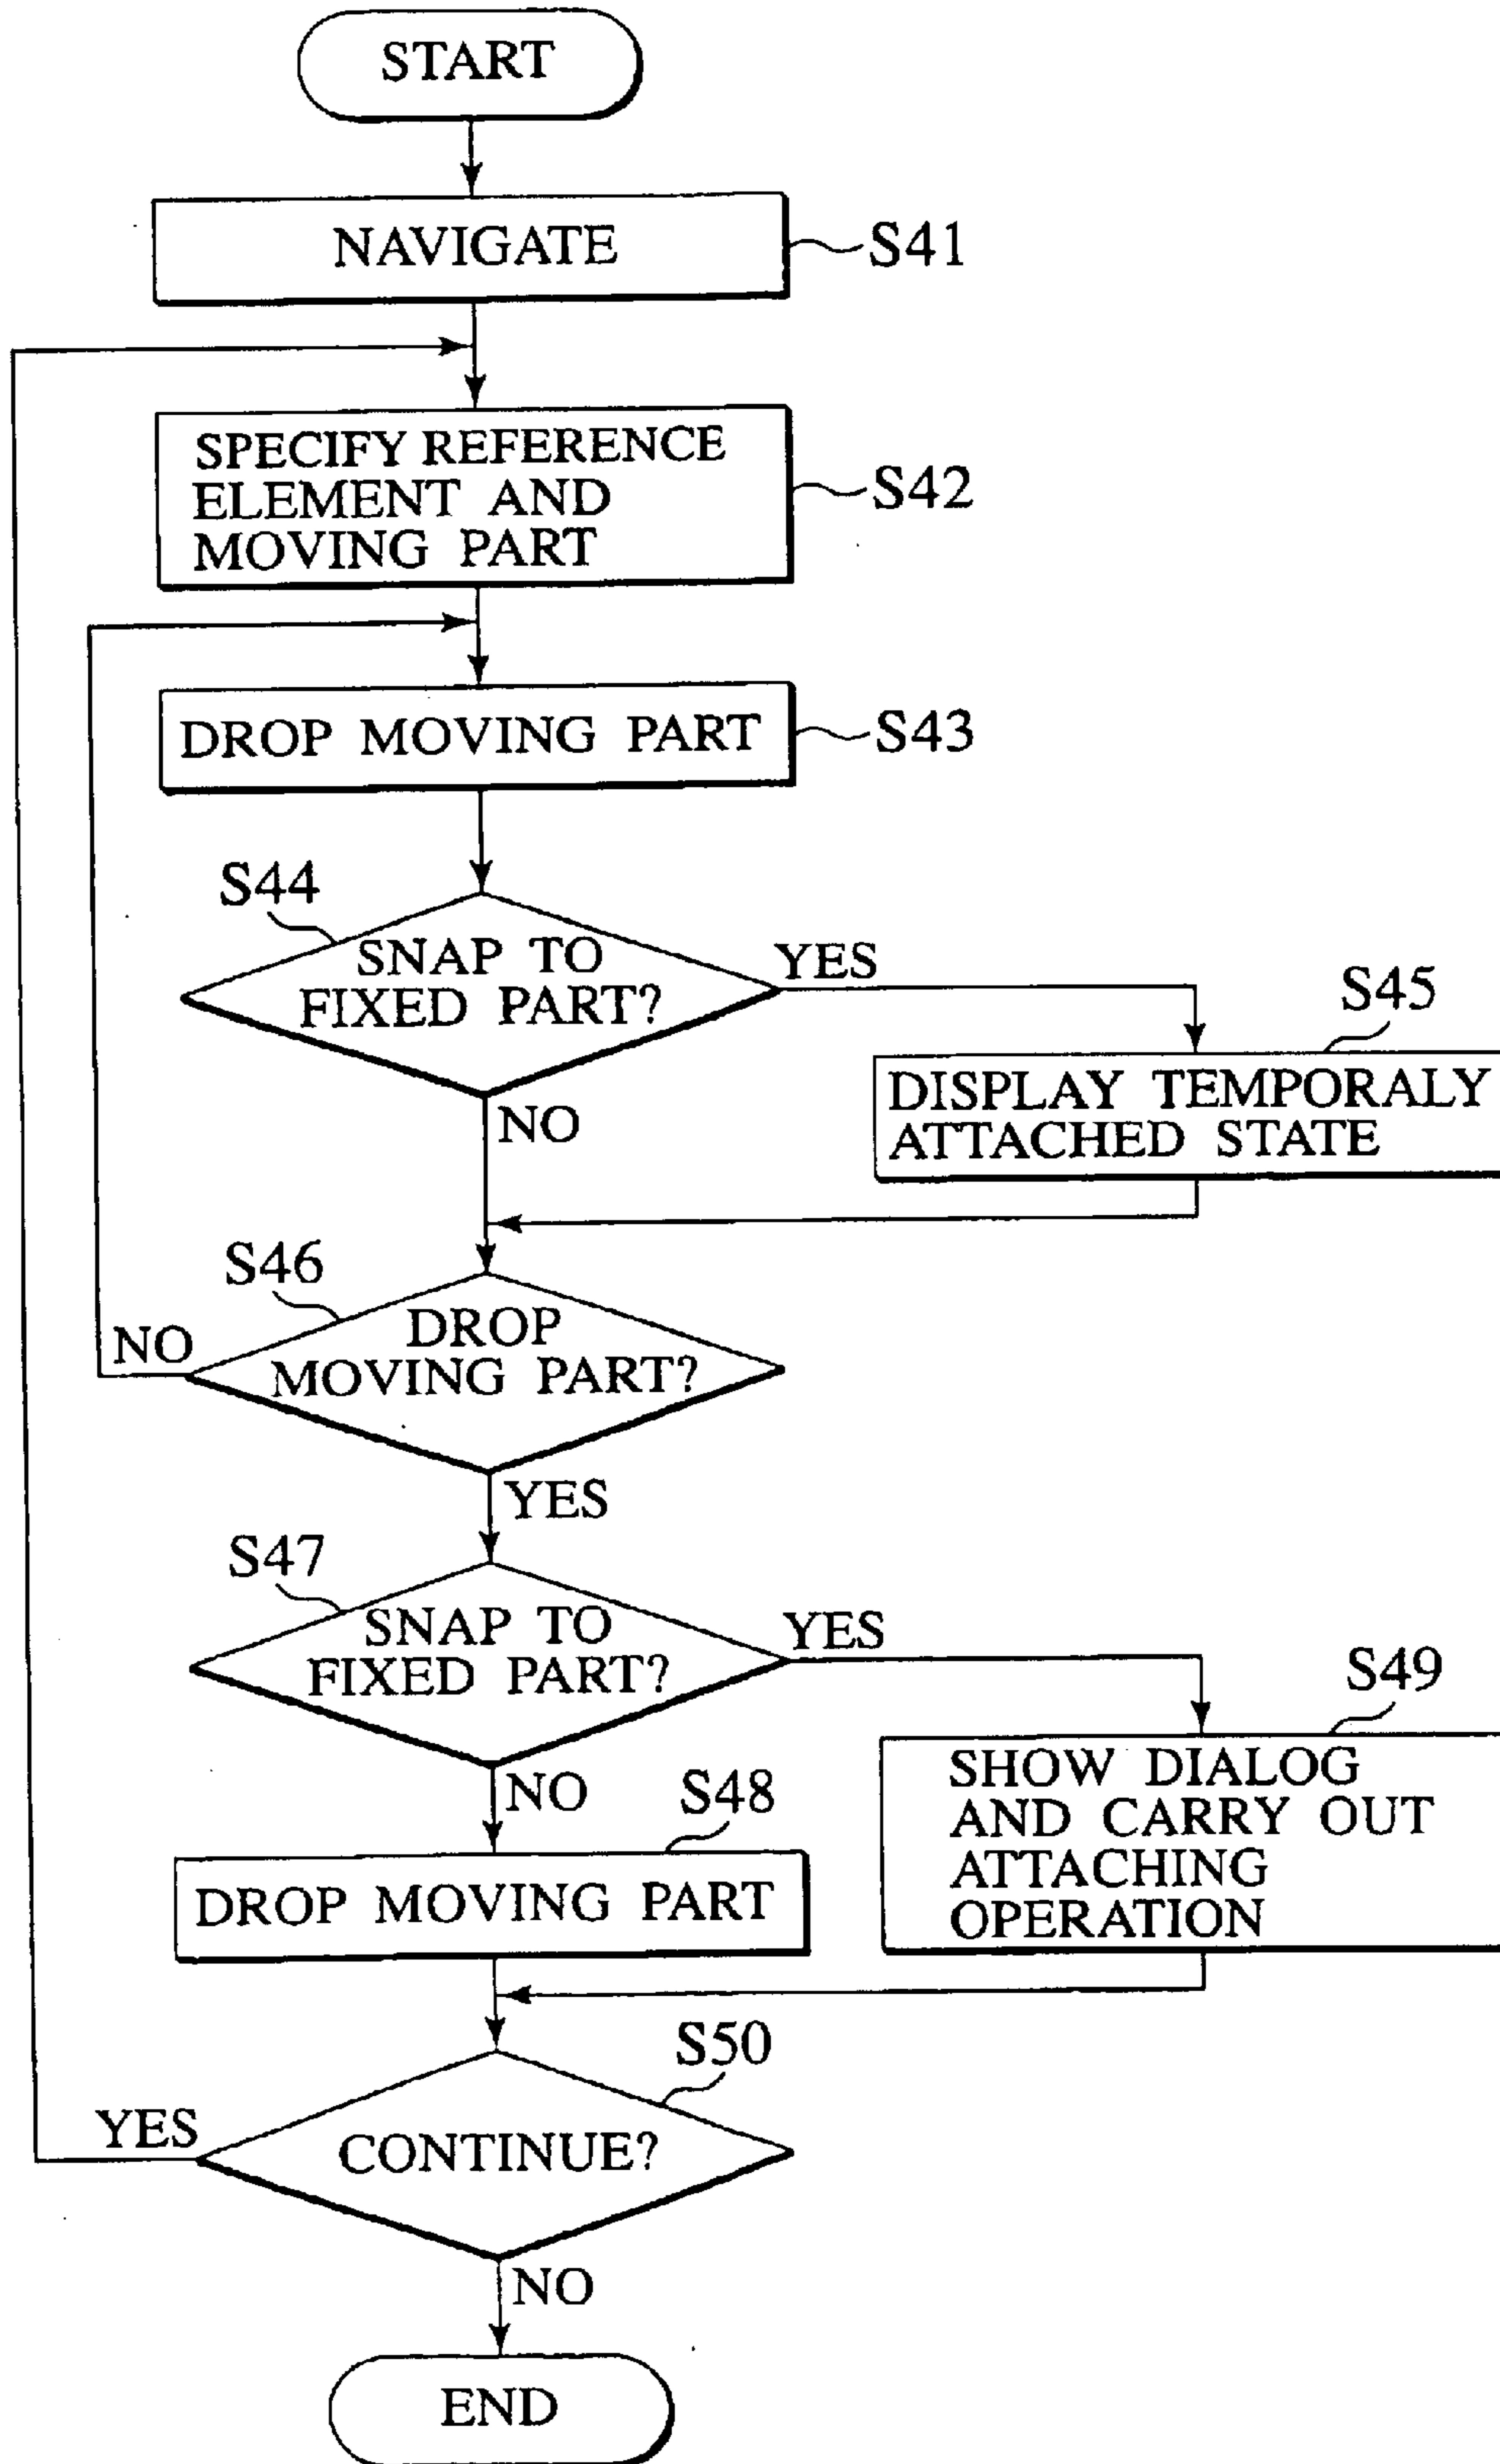 START
NAVIGATE
S41
SPECIFY REFERENCE
ELEMENT AND
MOVING PART
S42
DROP MOVING PART
S43
S44
SNAP TO
FIXED PART?
YES
NO
S45
DISPLAY TEMPORALY
ATTACHED STATE
S46
DROP
MOVING PART?
NO
YES
S47
SNAP TO
FIXED PART?
YES
NO
S49
SHOW DIALOG
AND CARRY OUT
ATTACHING
OPERATION
S48
DROP MOVING PART
S50
CONTINUE?
YES
NO
END